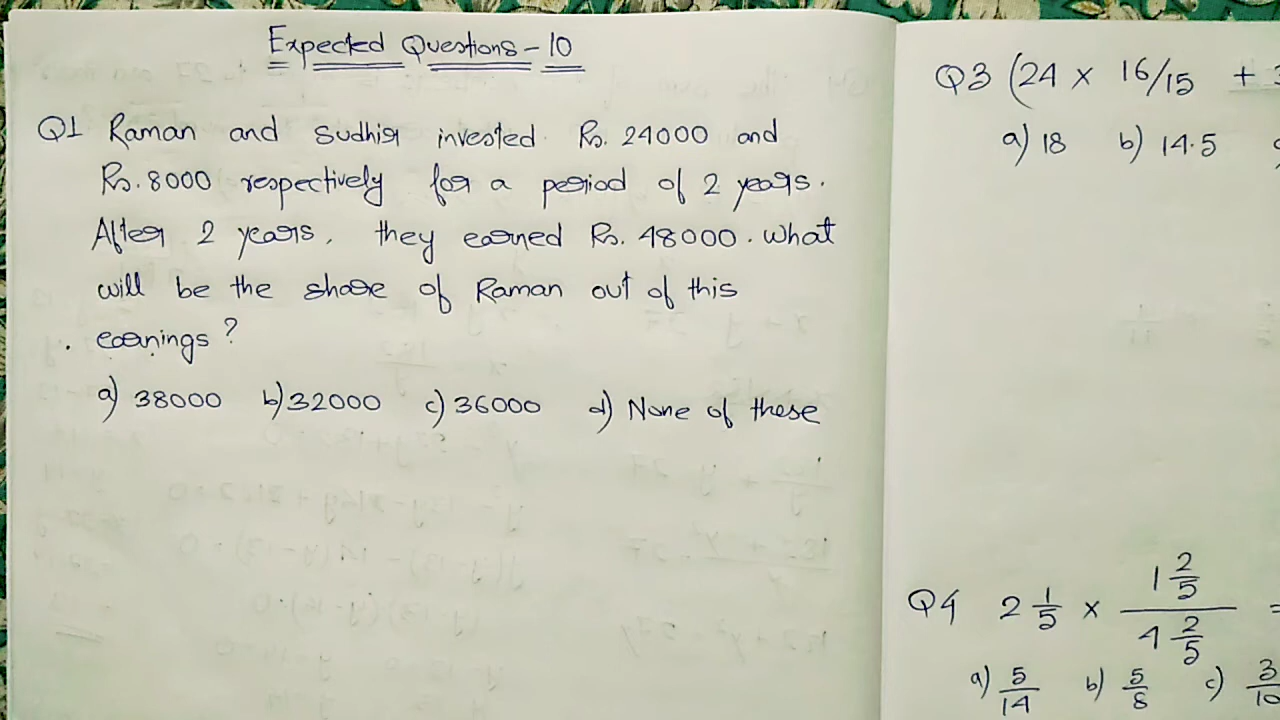 Expected Questions - 10
Q1 Raman and Sudhir invested Rs. 24000 and
Rs. 8000 respectively for a period of 2 years.
After 2 years, they earned Rs. 48000. What
will be the share of Raman out of this
earnings?
a) 38000 b) 32000 c) 36000 d) None of these
Q3 (24 × 16/15 +
a) 18 b) 14.5
Q4 2 1/5 × 1 2/5 / 4 2/5 =
a) 5/14 b) 5/8 c) 3/10